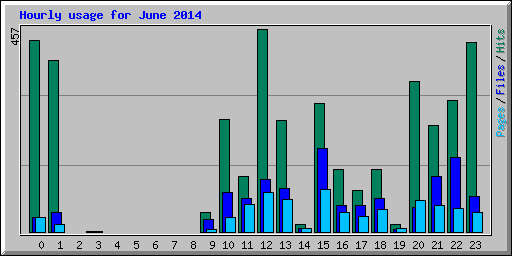 Hourly usage for June 2014
457
Pages / Files / Hits
0 1 2 3 4 5 6 7 8 9 10 11 12 13 14 15 16 17 18 19 20 21 22 23